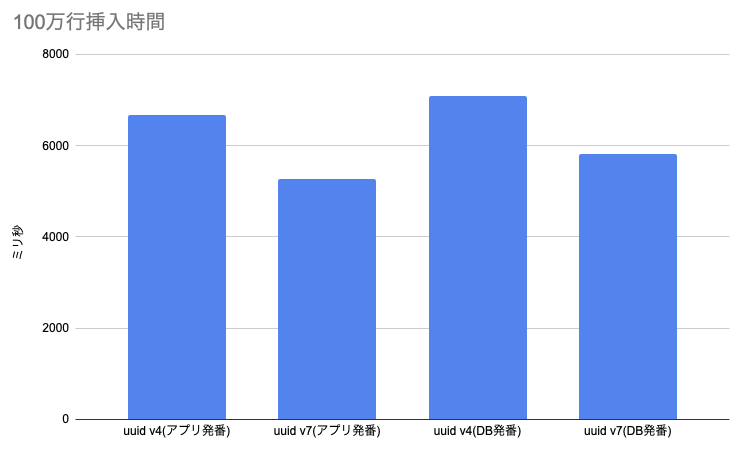 100万行挿入時間
8000
6000
4000
2000
0
ミリ秒
uuid v4(アプリ発番)
uuid v7(アプリ発番)
uuid v4(DB発番)
uuid v7(DB発番)